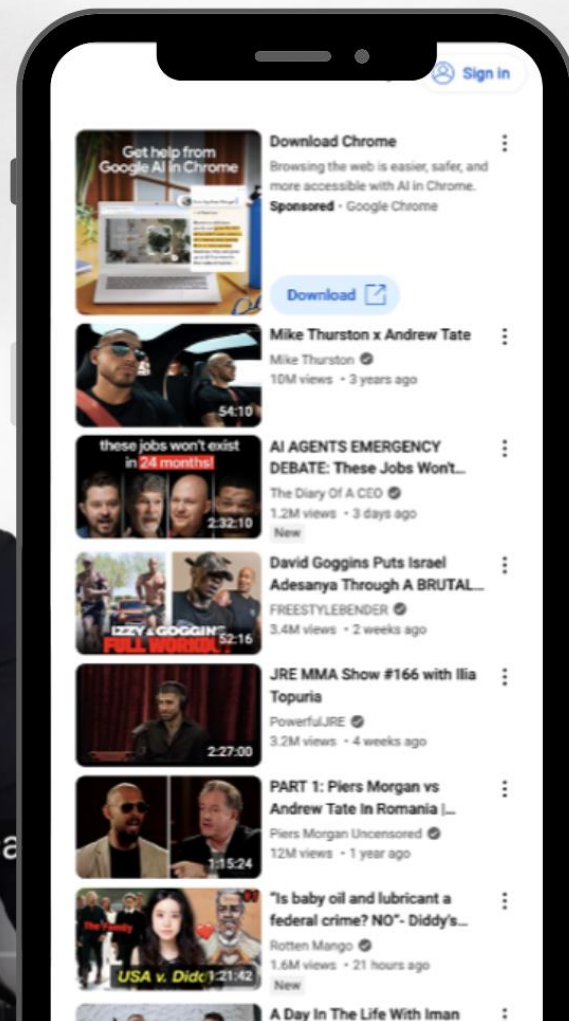 Sign in
Get help from
Google AI in Chrome
Download Chrome
Browsing the web is easier, safer, and
more accessible with AI in Chrome.
Sponsored • Google Chrome
Download
54:10
Mike Thurston x Andrew Tate
Mike Thurston
10M views • 3 years ago
these jobs won't exist
in 24 months!
2:32:10
AI AGENTS EMERGENCY
DEBATE: These Jobs Won't...
The Diary Of A CEO
1.2M views • 3 days ago
New
IZZY & GOGGIN
FULL WORKO
52:16
David Goggins Puts Israel
Adesanya Through A BRUTAL...
FREESTYLEBENDER
3.4M views • 2 weeks ago
2:27:00
JRE MMA Show #166 with Ilia
Topuria
PowerfulJRE
3.2M views • 4 weeks ago
1:15:24
PART 1: Piers Morgan vs
Andrew Tate In Romania |...
Piers Morgan Uncensored
12M views • 1 year ago
The Family
USA v. Didd
1:21:42
"Is baby oil and lubricant a
federal crime? NO"- Diddy's...
Rotten Mango
1.6M views • 21 hours ago
New
A Day In The Life With Iman